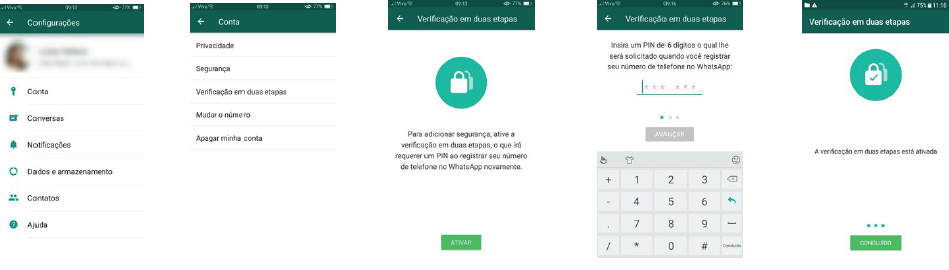 Vivo 09:13 77%
Configurações
Conta
Conversas
Notificações
Dados e armazenamento
Contatos
Ajuda
Vivo 09:13 77%
Conta
Privacidade
Segurança
Verificação em duas etapas
Mudar o número
Apagar minha conta
Vivo 09:13 77%
Verificação em duas etapas
Para adicionar segurança, ative a
verificação em duas etapas, o que irá
requerer um PIN ao registrar seu número
de telefone no WhatsApp novamente.
ATIVAR
Vivo 09:16 76%
Verificação em duas etapas
Insira um PIN de 6 dígitos o qual lhe
será solicitado quando você registrar
seu número de telefone no WhatsApp:
*** ***
AVANÇAR
+ 1 2 3
- 4 5 6
. 7 8 9
/ * 0 # Concluído
75% 11:10
Verificação em duas etapas
A verificação em duas etapas está ativada
CONCLUÍDO